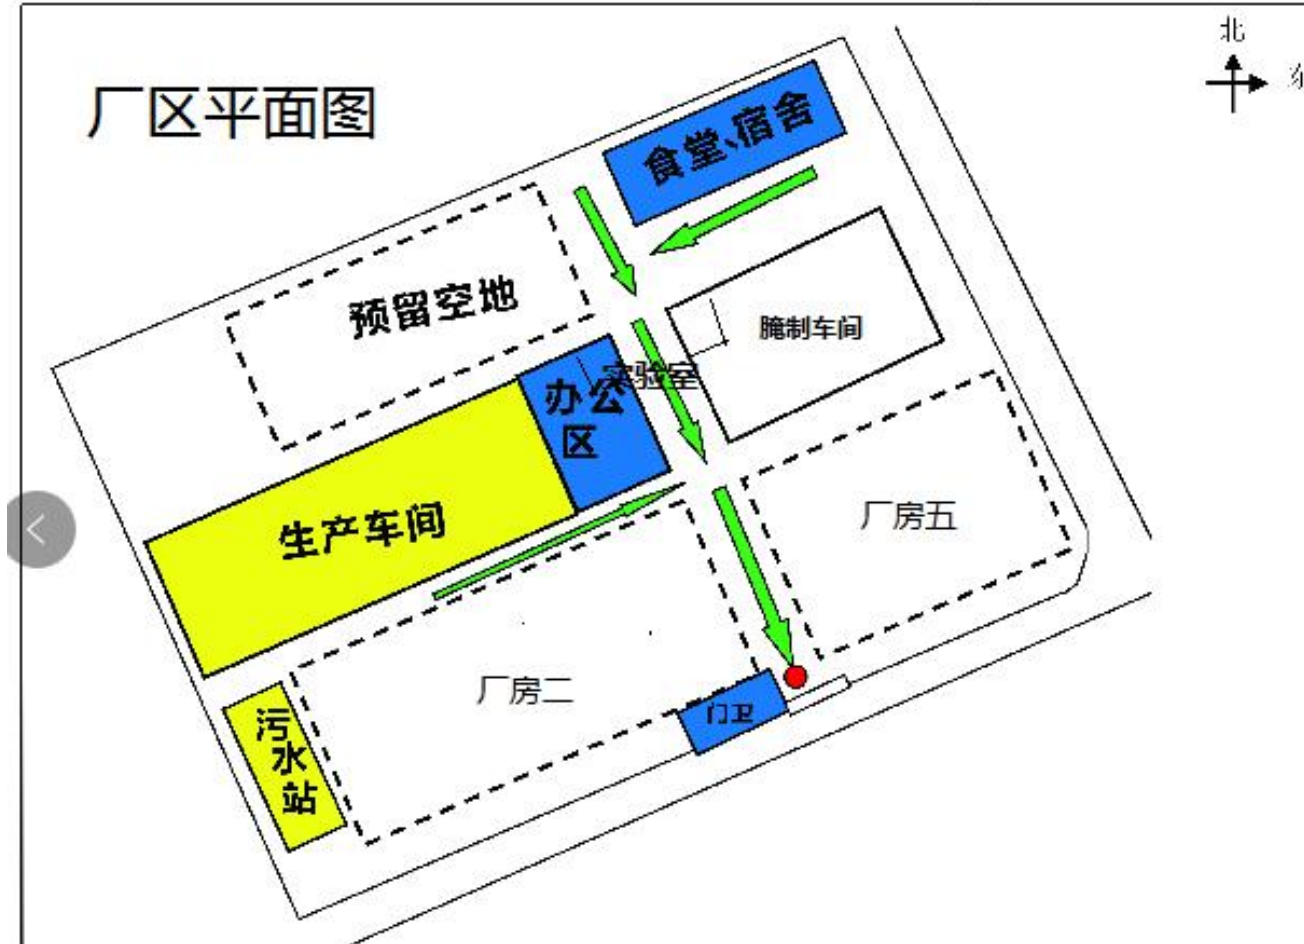 北
东
厂区平面图
食堂、宿舍
预留空地
腌制车间
实验室
办公
区
生产车间
厂房五
厂房二
门卫
污
水
站